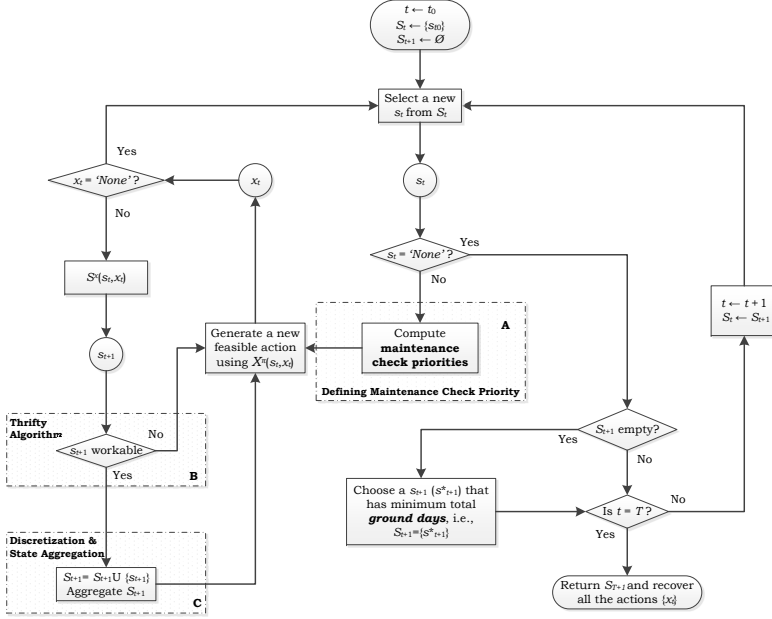 t ← t₀
Sₜ ← {sₜ₀}
Sₜ₊₁ ← Ø
Select a new
sₜ from Sₜ
Yes
xₜ = ‘None’ ?
xₜ
sₜ
No
sₜ = ‘None’ ?
Yes
No
Sˣ(sₜ,xₜ)
t ← t + 1
Sₜ ← Sₜ₊₁
A
Generate a new
feasible action
using Xᵖ(sₜ,xₜ)
Compute
maintenance
check priorities
Defining Maintenance Check Priority
sₜ₊₁
Thrifty
Algorithm
sₜ₊₁ workable
No
B
Yes
Sₜ₊₁ empty?
Yes
No
Choose a sₜ₊₁ (s*ₜ₊₁) that
has minimum total
ground days, i.e.,
Sₜ₊₁={s*ₜ₊₁}
Is t = T ?
No
Yes
Discretization &
State Aggregation
Sₜ₊₁= Sₜ₊₁U {sₜ₊₁}
Aggregate Sₜ₊₁
C
Return S_{T+1} and recover
all the actions {xₜ}